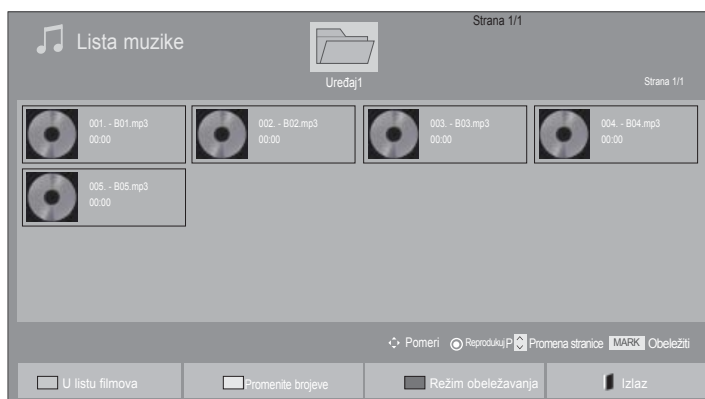 Strana 1/1
Lista muzike
Uređaj1
Strana 1/1
001. - B01.mp3
00:00
002. - B02.mp3
00:00
003. - B03.mp3
00:00
004. - B04.mp3
00:00
005. - B05.mp3
00:00
Pomeri Reprodukuj P Promena stranice MARK Obeležiti
U listu filmova Promenite brojeve Režim obeležavanja Izlaz